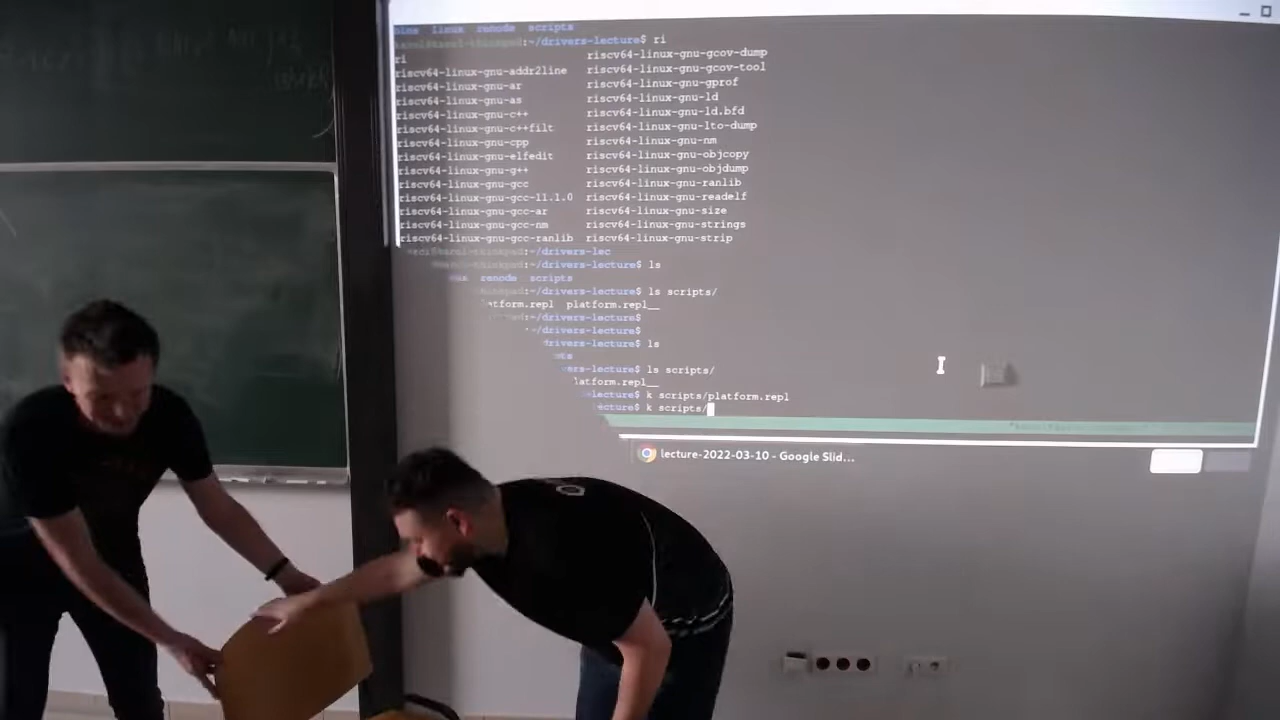 bins linux renode scripts
:~/drivers-lecture$ ri
ri riscv64-linux-gnu-gcov-dump
riscv64-linux-gnu-addr2line riscv64-linux-gnu-gcov-tool
riscv64-linux-gnu-ar riscv64-linux-gnu-gprof
riscv64-linux-gnu-as riscv64-linux-gnu-ld
riscv64-linux-gnu-c++ riscv64-linux-gnu-ld.bfd
riscv64-linux-gnu-c++filt riscv64-linux-gnu-lto-dump
riscv64-linux-gnu-cpp riscv64-linux-gnu-nm
riscv64-linux-gnu-elfedit riscv64-linux-gnu-objcopy
riscv64-linux-gnu-g++ riscv64-linux-gnu-objdump
riscv64-linux-gnu-gcc riscv64-linux-gnu-ranlib
riscv64-linux-gnu-gcc-11.1.0 riscv64-linux-gnu-readelf
riscv64-linux-gnu-gcc-ar riscv64-linux-gnu-size
riscv64-linux-gnu-gcc-nm riscv64-linux-gnu-strings
riscv64-linux-gnu-gcc-ranlib riscv64-linux-gnu-strip
:~/drivers-lec
:~/drivers-lecture$ ls
renode scripts
:~/drivers-lecture$ ls scripts/
tform.repl platform.repl__
:~/drivers-lecture$
:~/drivers-lecture$
drivers-lecture$ ls
ers-lecture$ ls scripts/
latform.repl__
lecture$ k scripts/platform.repl
lecture$ k scripts/
lecture-2022-03-10 - Google Slid...